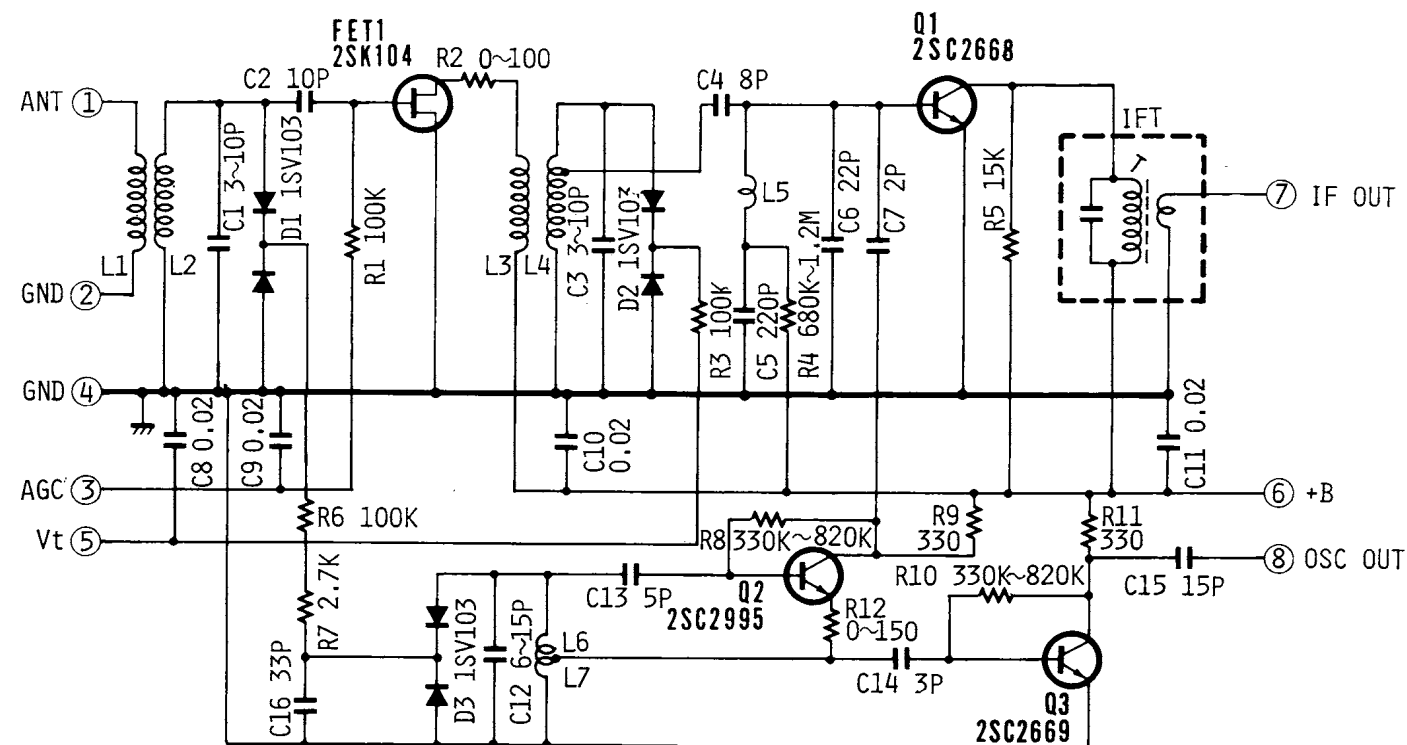 FET1
2SK104
Q1
2SC2668
R2 0~100
C2 10P
C4 8P
ANT ①
IFT
C1 3~10P
D1 1SV103
R1 100K
L1
L2
L3
L4
C3 3~10P
D2 1SV103
R3 100K
L5
C5 220P
R4 680K~1.2M
C6 22P
C7 2P
R5 15K
⑦ IF OUT
GND ②
GND ④
C8 0.02
C9 0.02
C10
0.02
C11 0.02
AGC ③
⑥ +B
Vt ⑤
R6 100K
R7 2.7K
R8
330K~820K
R9
330
R11
330
⑧ OSC OUT
C15 15P
R10 330K~820K
C13 5P
Q2
2SC2995
R12
0~150
C16 33P
D3 1SV103
C12 6~15P
L6
L7
C14 3P
Q3
2SC2669